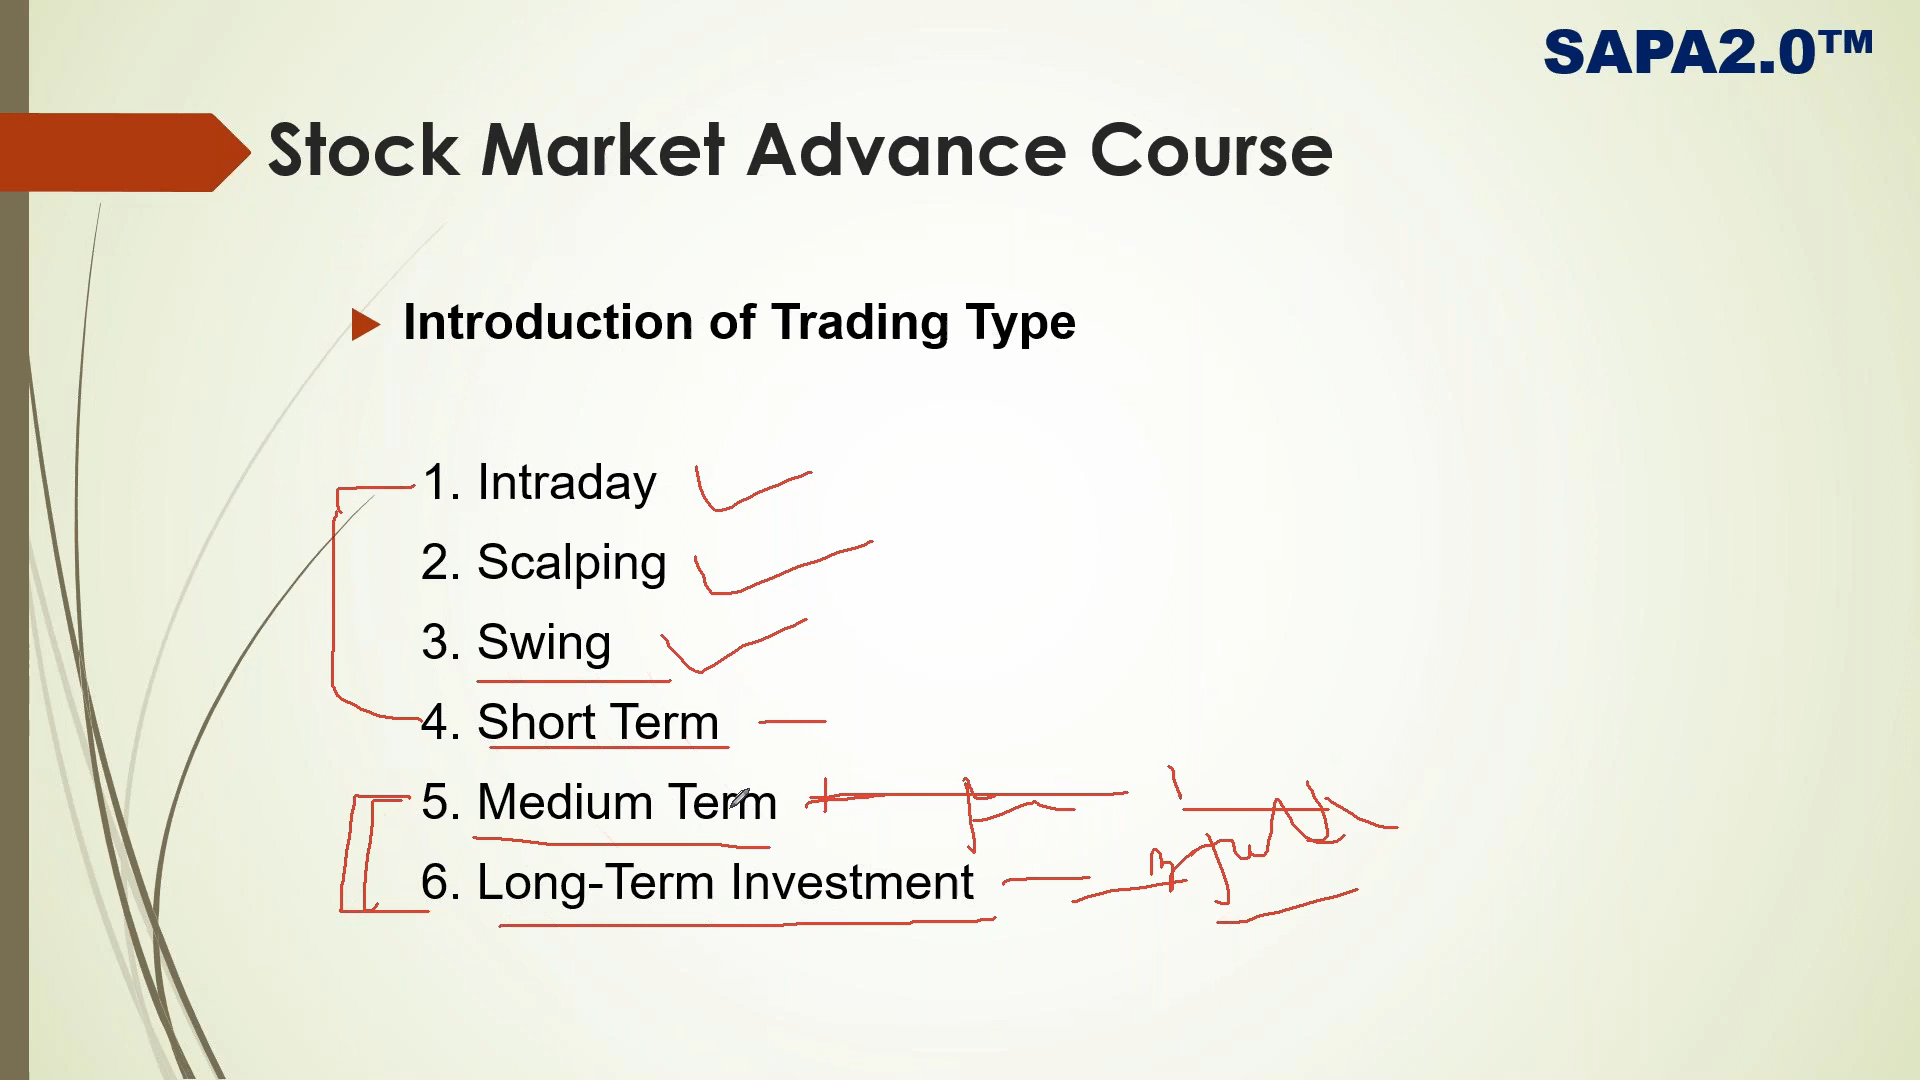 SAPA2.0™
Stock Market Advance Course
Introduction of Trading Type
1. Intraday
2. Scalping
3. Swing
4. Short Term
5. Medium Term
6. Long-Term Investment